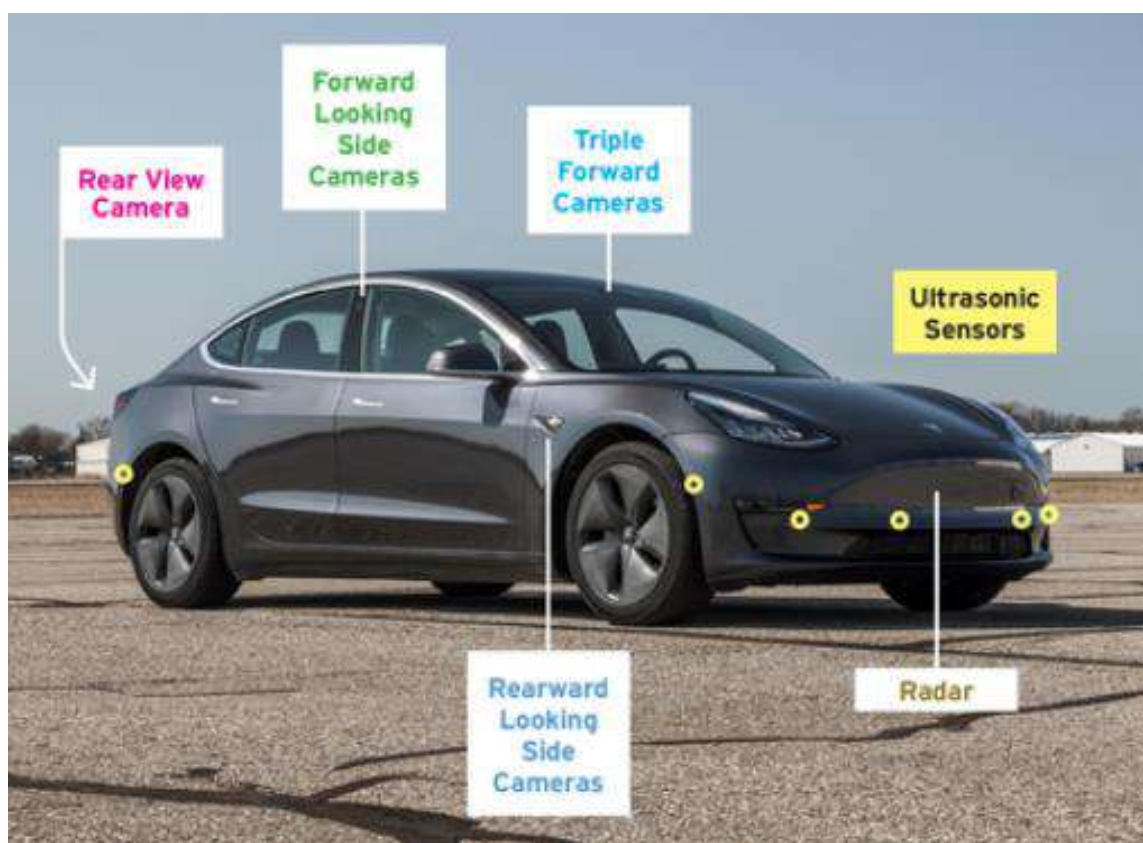 Forward
Looking
Side
Cameras
Triple
Forward
Cameras
Rear View
Camera
Ultrasonic
Sensors
Rearward
Looking
Side
Cameras
Radar